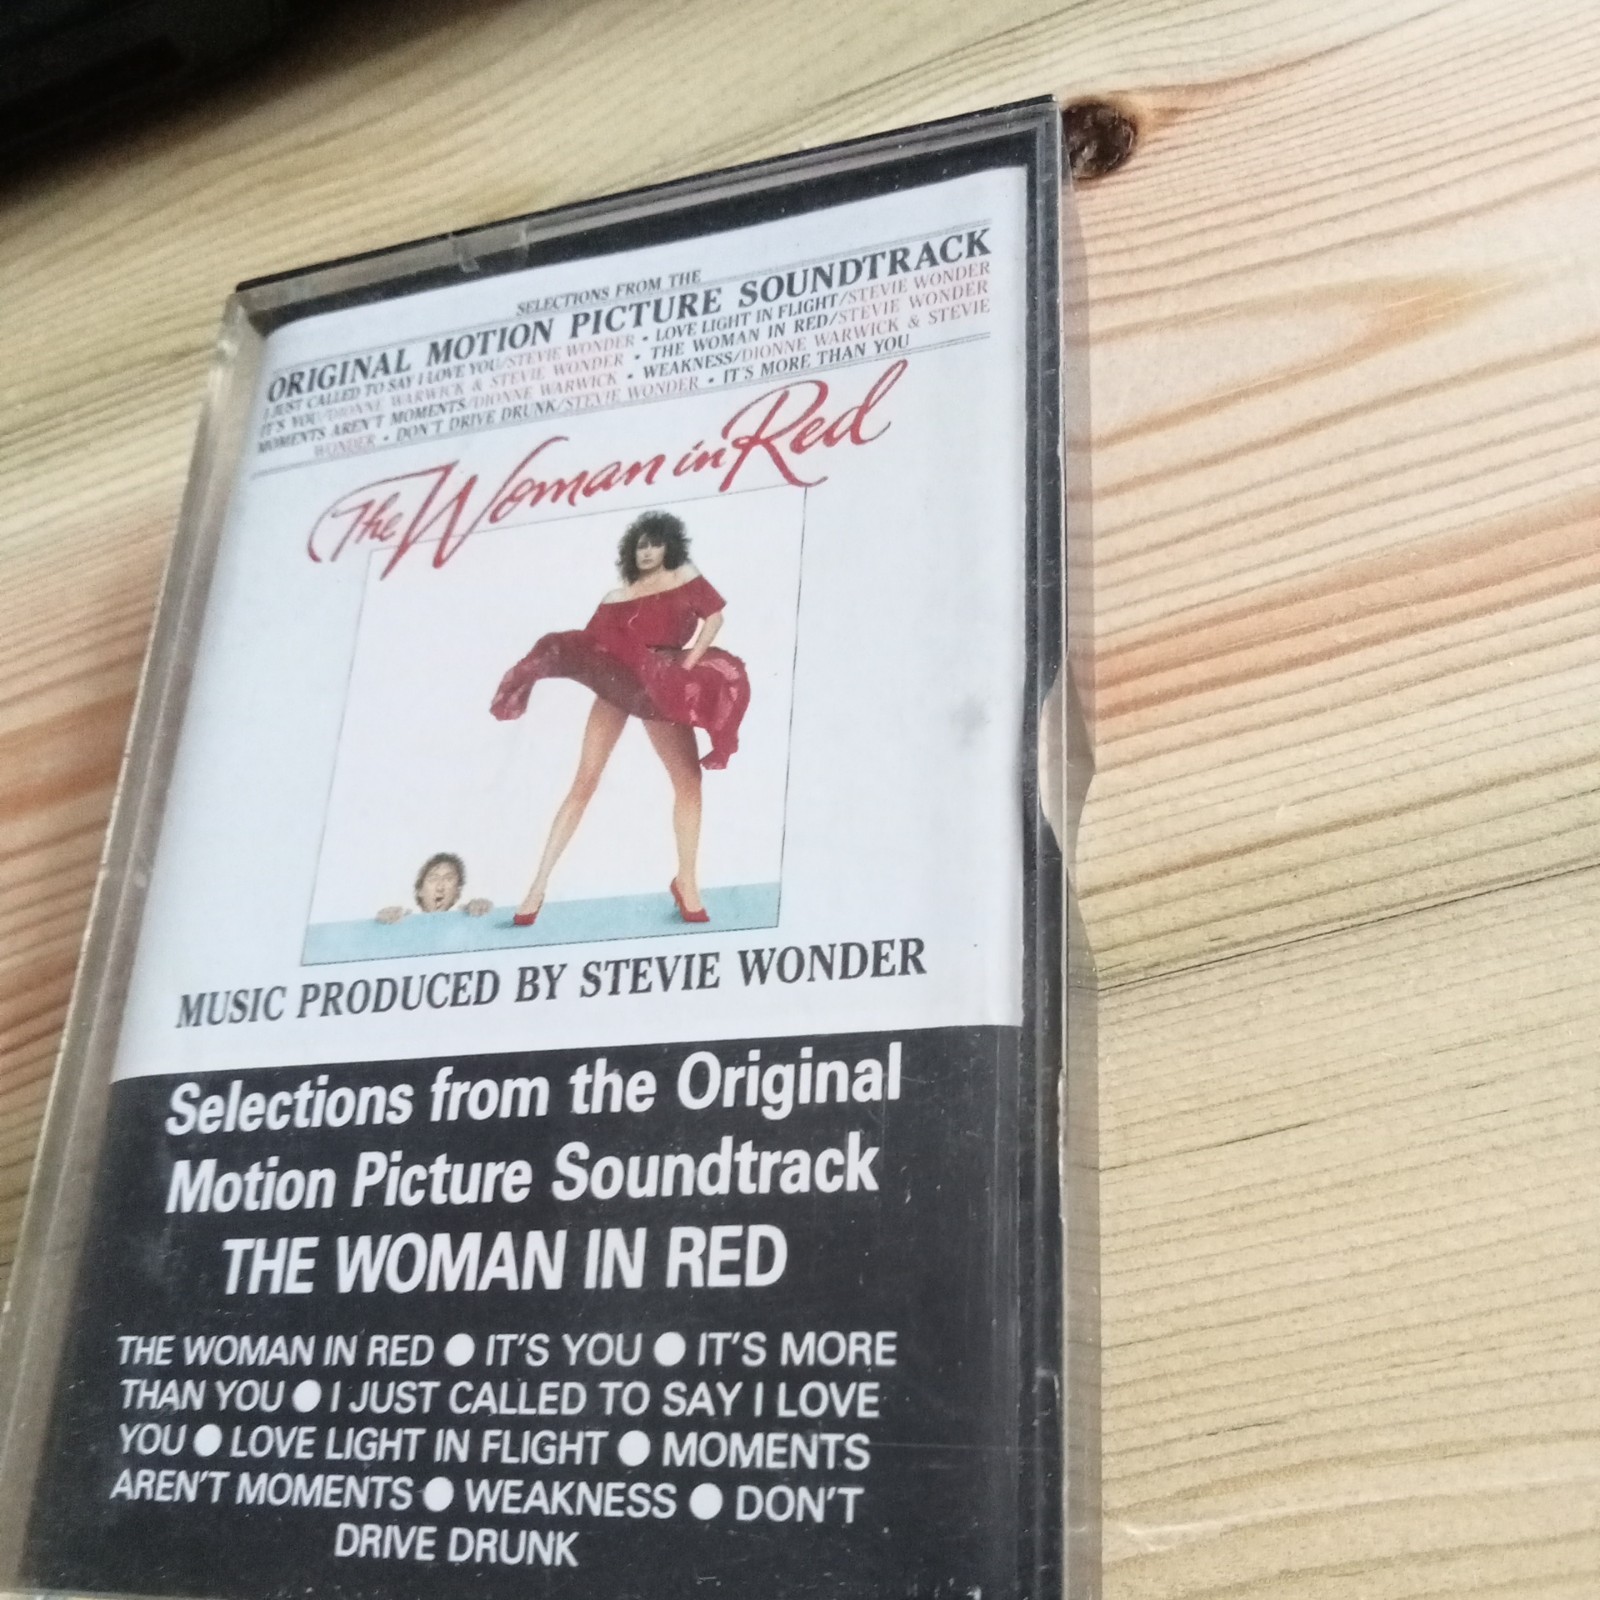 SELECTIONS FROM THE
ORIGINAL MOTION PICTURE SOUNDTRACK
I JUST CALLED TO SAY I LOVE YOU/STEVIE WONDER • LOVE LIGHT IN FLIGHT/STEVIE WONDER
IT'S YOU/DIONNE WARWICK & STEVIE WONDER • THE WOMAN IN RED/STEVIE WONDER
MOMENTS AREN'T MOMENTS/DIONNE WARWICK • WEAKNESS/DIONNE WARWICK & STEVIE
WONDER • DON'T DRIVE DRUNK/STEVIE WONDER • IT'S MORE THAN YOU
The Woman in Red
MUSIC PRODUCED BY STEVIE WONDER
Selections from the Original
Motion Picture Soundtrack
THE WOMAN IN RED
THE WOMAN IN RED ● IT'S YOU ● IT'S MORE
THAN YOU ● I JUST CALLED TO SAY I LOVE
YOU ● LOVE LIGHT IN FLIGHT ● MOMENTS
AREN'T MOMENTS ● WEAKNESS ● DON'T
DRIVE DRUNK